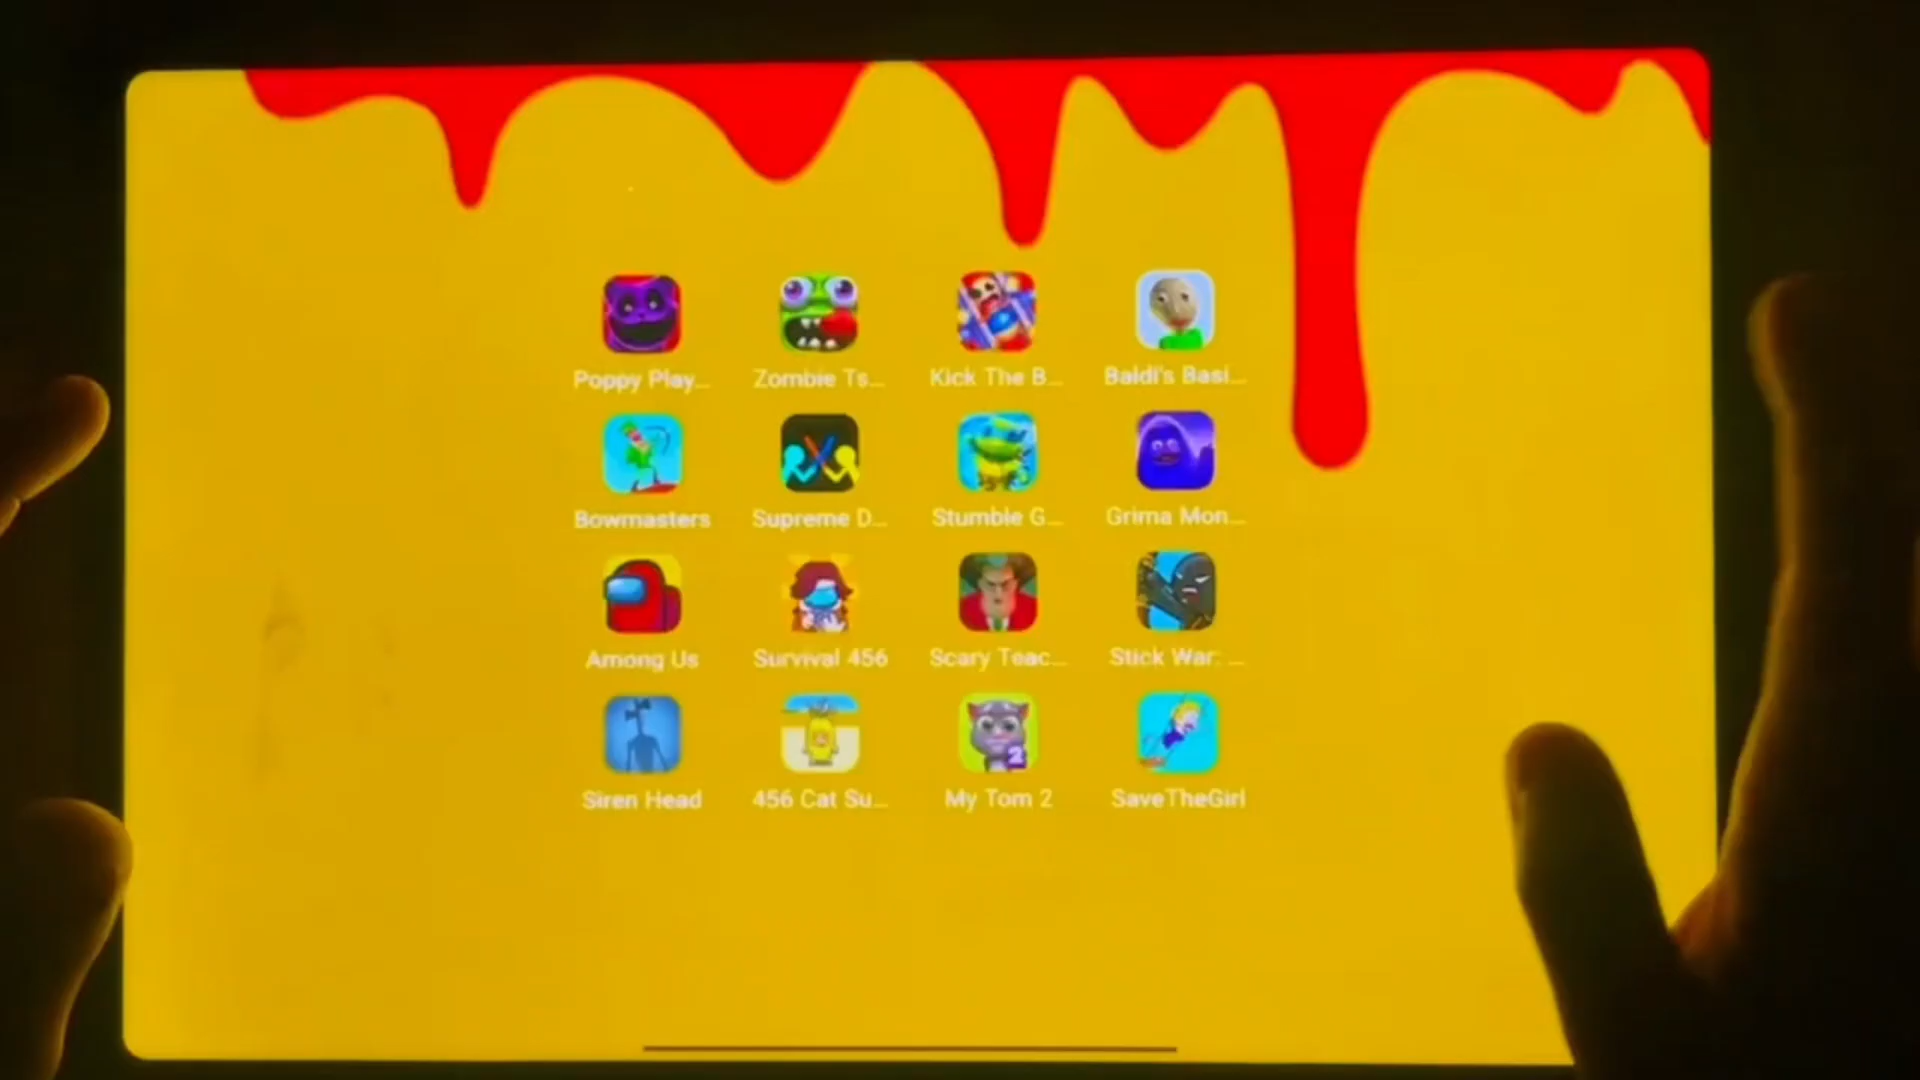 Poppy Play...
Zombie Ts...
Kick The B...
Baldi's Basi...
Bowmasters
Supreme D...
Stumble G...
Grima Mon...
Among Us
Survival 456
Scary Teac...
Stick War: ...
Siren Head
456 Cat Su...
My Tom 2
2
SaveTheGirl